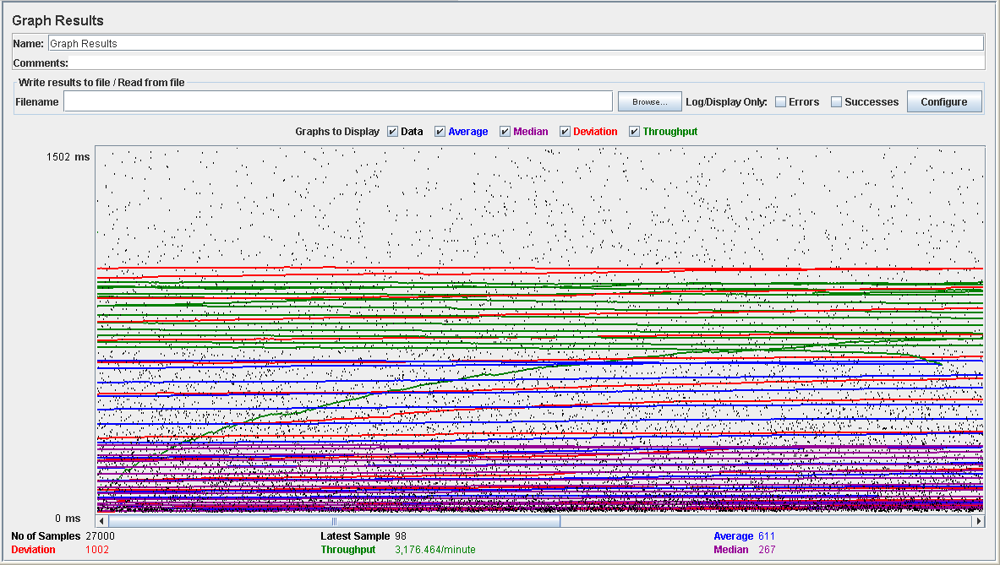 Graph Results
Name: Graph Results
Comments:
Write results to file / Read from file
Filename Browse... Log/Display Only: Errors Successes Configure
Graphs to Display Data Average Median Deviation Throughput
1502 ms
0 ms
No of Samples 27000 Latest Sample 98 Average 611
Deviation 1002 Throughput 3,176.464/minute Median 267